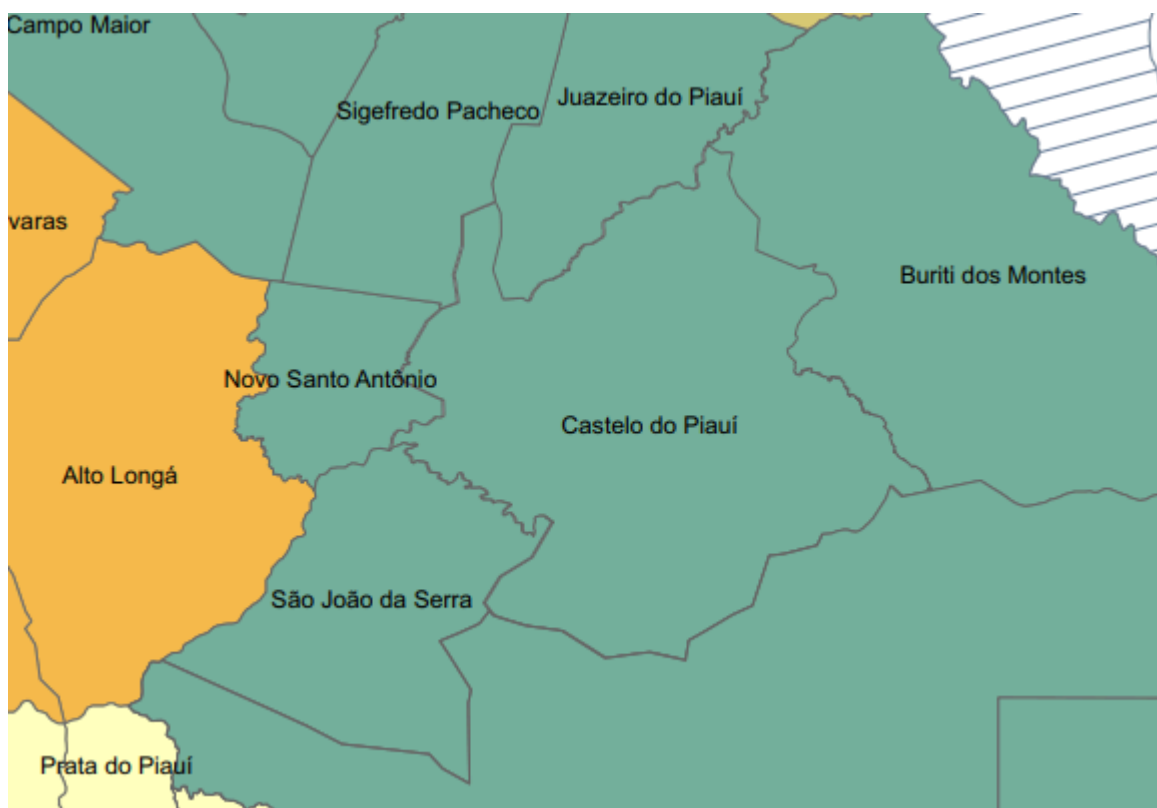 Campo Maior
Juazeiro do Piauí
Sigefredo Pacheco
varas
Buriti dos Montes
Novo Santo Antônio
Castelo do Piauí
Alto Longá
São João da Serra
Prata do Piauí